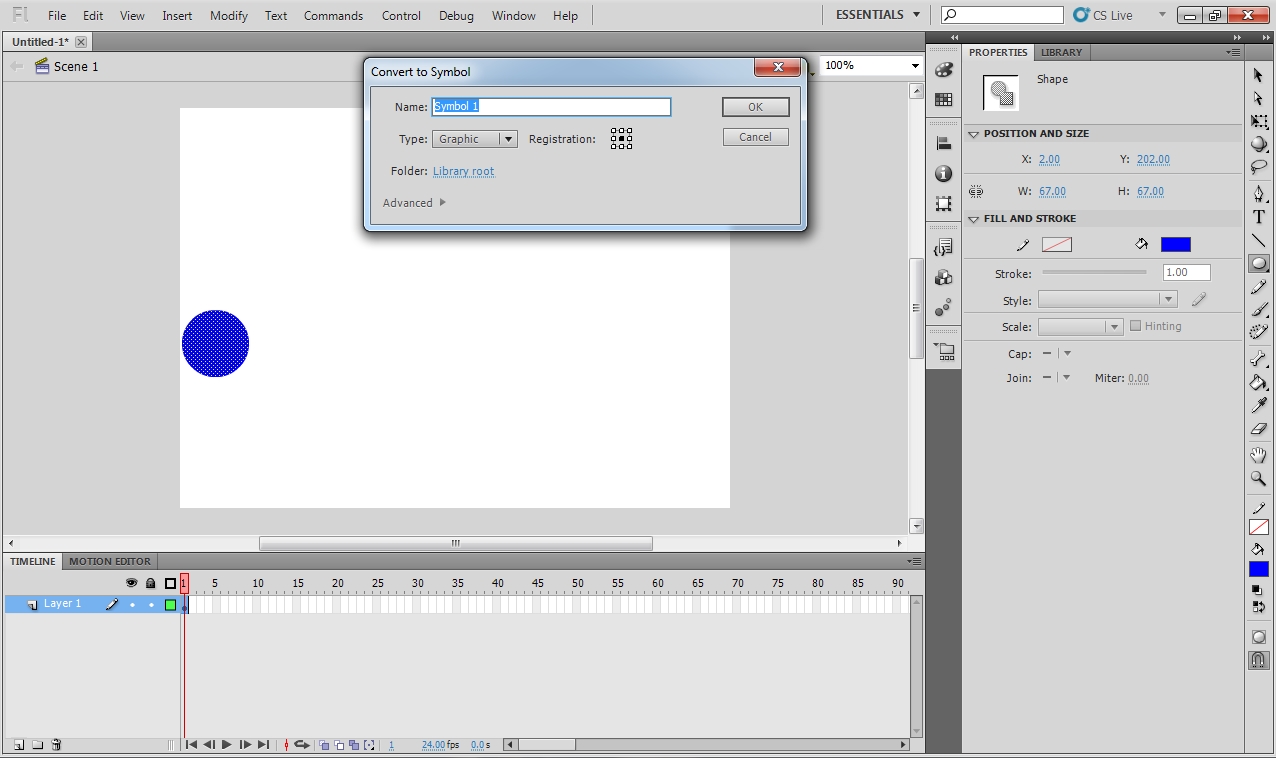 Fl File Edit View Insert Modify Text Commands Control Debug Window Help ESSENTIALS CS Live
Untitled-1*
Scene 1 100%
Convert to Symbol
Name: Symbol 1 OK
Type: Graphic Registration: Cancel
Folder: Library root
Advanced
PROPERTIES LIBRARY
Shape
POSITION AND SIZE
X: 2.00 Y: 202.00
W: 67.00 H: 67.00
FILL AND STROKE
Stroke: 1.00
Style:
Scale: Hinting
Cap:
Join: Miter: 0.00
TIMELINE MOTION EDITOR
1 5 10 15 20 25 30 35 40 45 50 55 60 65 70 75 80 85 90
Layer 1
1 24.00 fps 0.0 s